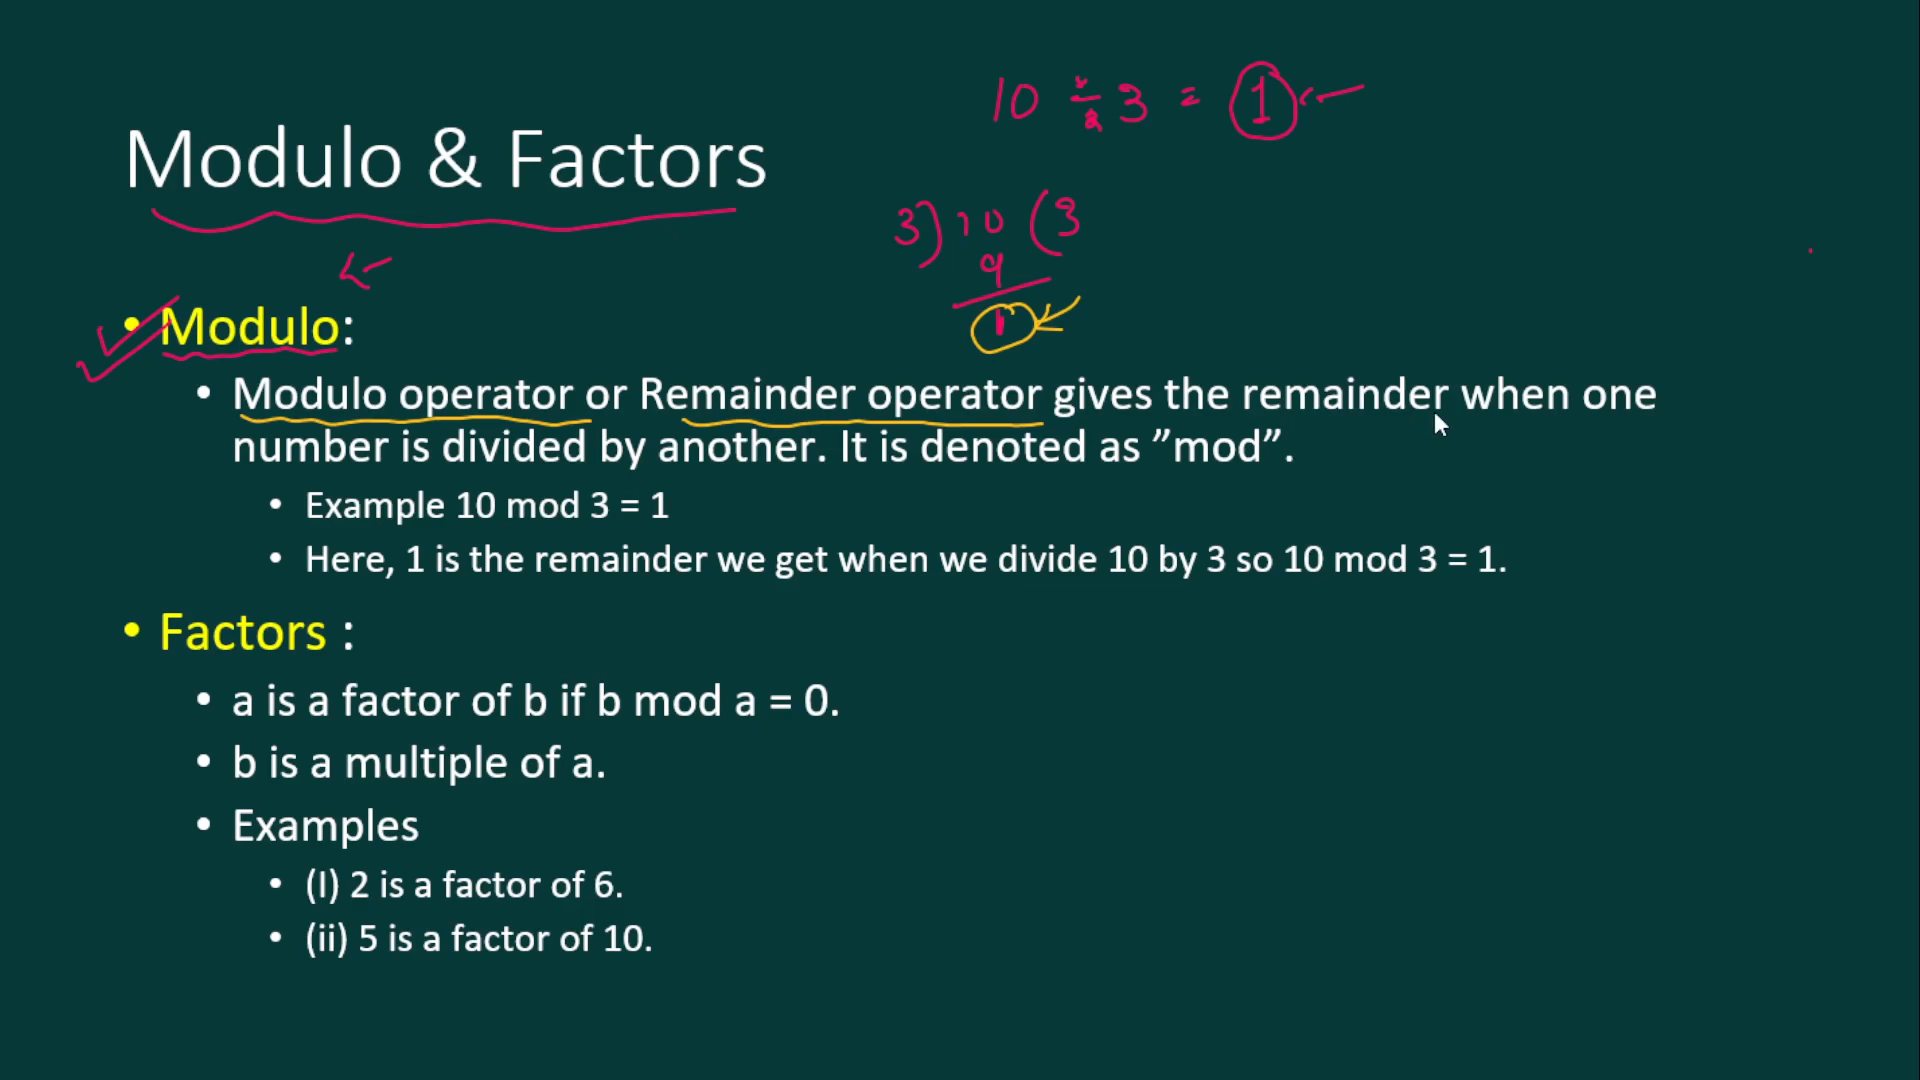 10 ÷ 3 = 1
Modulo & Factors
3)10(3
9
1
• Modulo:
• Modulo operator or Remainder operator gives the remainder when one
number is divided by another. It is denoted as ”mod”.
• Example 10 mod 3 = 1
• Here, 1 is the remainder we get when we divide 10 by 3 so 10 mod 3 = 1.
• Factors :
• a is a factor of b if b mod a = 0.
• b is a multiple of a.
• Examples
• (I) 2 is a factor of 6.
• (ii) 5 is a factor of 10.